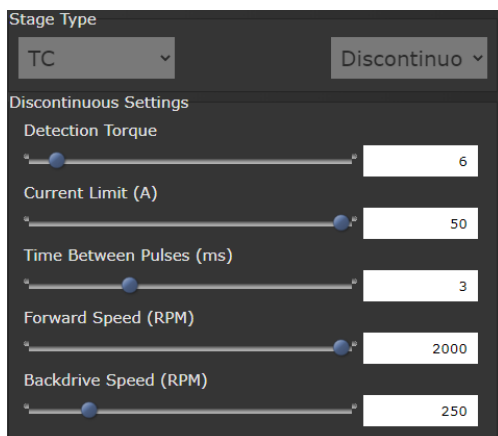 Stage Type
TC Discontinuo
Discontinuous Settings
Detection Torque
6
Current Limit (A)
50
Time Between Pulses (ms)
3
Forward Speed (RPM)
2000
Backdrive Speed (RPM)
250